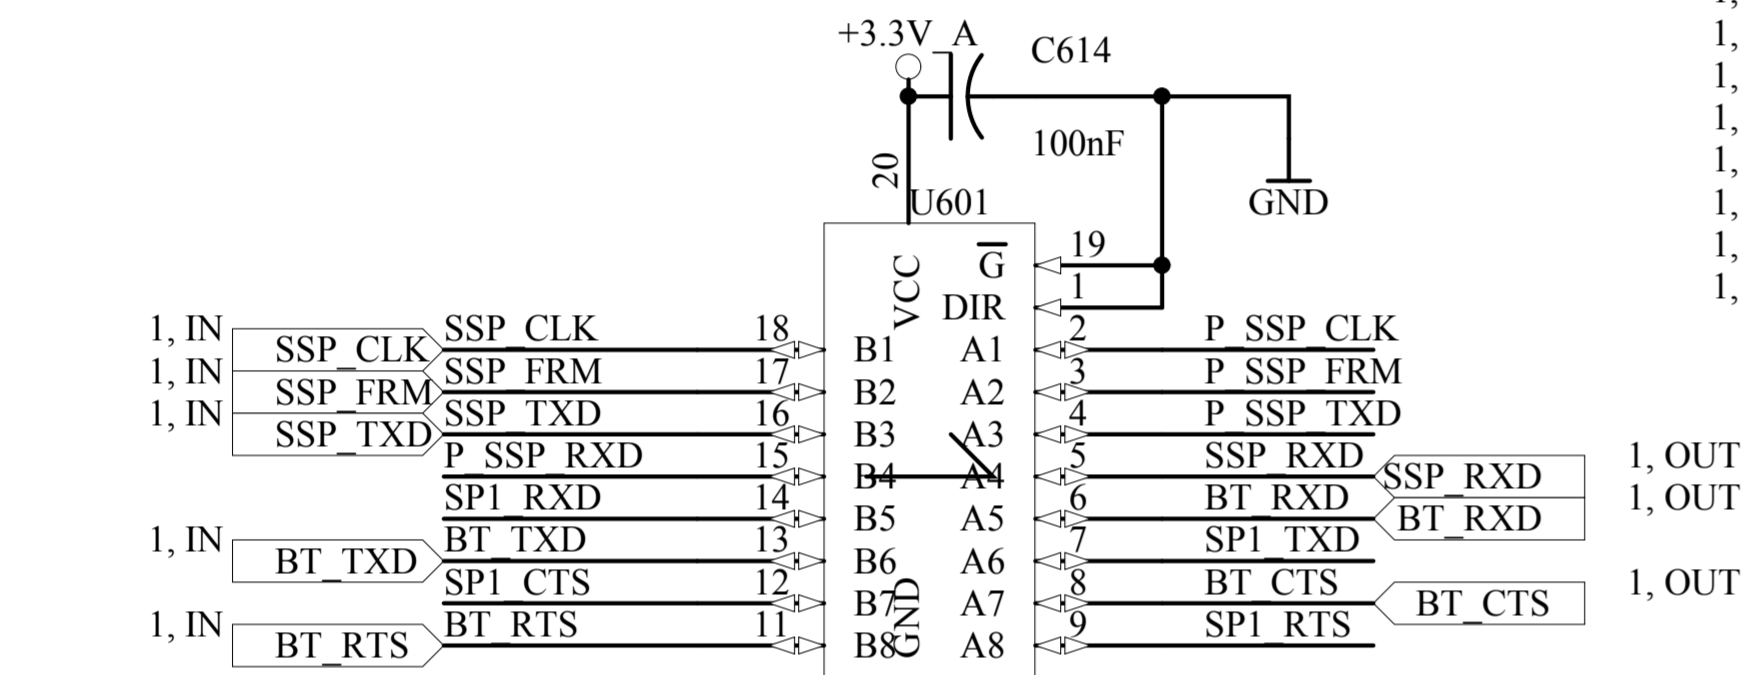 +3.3V_A
C614
100nF
20
U601
GND
VCC
G
19
DIR
1
1, IN
SSP_CLK
SSP_CLK
18
B1
A1
2
P_SSP_CLK
1, IN
SSP_FRM
SSP_FRM
17
B2
A2
3
P_SSP_FRM
1, IN
SSP_TXD
SSP_TXD
16
B3
A3
4
P_SSP_TXD
P_SSP_RXD
15
B4
A4
5
SSP_RXD
SSP_RXD
1, OUT
SP1_RXD
14
B5
A5
6
BT_RXD
BT_RXD
1, OUT
1, IN
BT_TXD
BT_TXD
13
B6
A6
7
SP1_TXD
SP1_CTS
12
B7
A7
8
BT_CTS
BT_CTS
1, OUT
1, IN
BT_RTS
BT_RTS
11
B8
GND
A8
9
SP1_RTS
1,
1,
1,
1,
1,
1,
1,